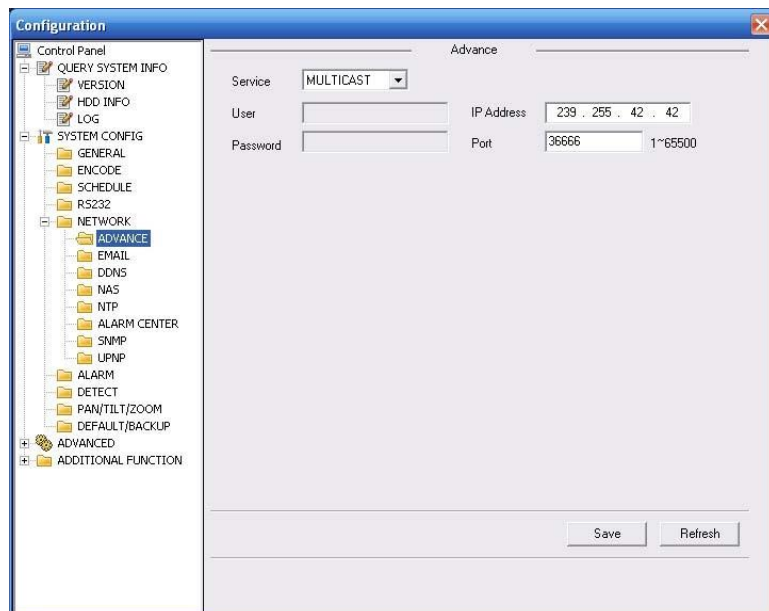 Configuration
Control Panel
QUERY SYSTEM INFO
VERSION
HDD INFO
LOG
SYSTEM CONFIG
GENERAL
ENCODE
SCHEDULE
RS232
NETWORK
ADVANCE
EMAIL
DDNS
NAS
NTP
ALARM CENTER
SNMP
UPNP
ALARM
DETECT
PAN/TILT/ZOOM
DEFAULT/BACKUP
ADVANCED
ADDITIONAL FUNCTION
Advance
Service MULTICAST
User IP Address 239 . 255 . 42 . 42
Password Port 36666 1~65500
Save Refresh